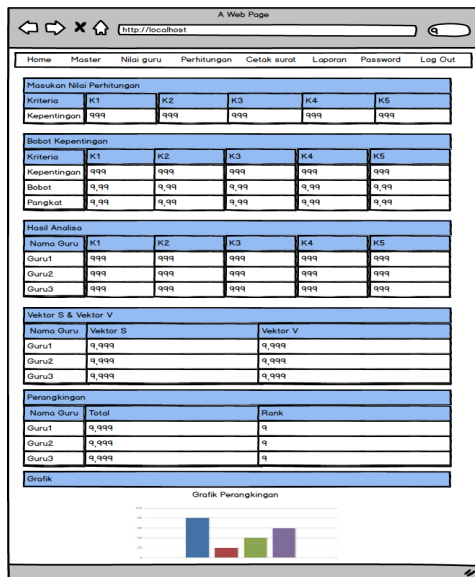 A Web Page
http://localhost
Home Master Nilai guru Perhitungan Cetak surat Laporan Password Log Out
Masukan Nilai Perhitungan
Kriteria K1 K2 K3 K4 K5
Kepentingan 999 999 999 999 999
Bobot Kepentingan
Kriteria K1 K2 K3 K4 K5
Kepentingan 999 999 999 999 999
Bobot 9,99 9,99 9,99 9,99 9,99
Pangkat 9,99 9,99 9,99 9,99 9,99
Hasil Analisa
Nama Guru K1 K2 K3 K4 K5
Guru1 999 999 999 999 999
Guru2 999 999 999 999 999
Guru3 999 999 999 999 999
Vektor S & Vektor V
Nama Guru Vektor S Vektor V
Guru1 9,999 9,999
Guru2 9,999 9,999
Guru3 9,999 9,999
Perangkingan
Nama Guru Total Rank
Guru1 9,999 9
Guru2 9,999 9
Guru3 9,999 9
Grafik
Grafik Perangkingan